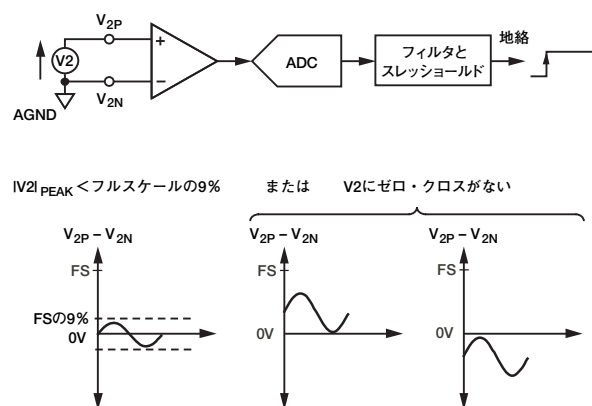 V2P
V2
V2N
AGND
+
−
ADC
フィルタと
スレッショールド
地絡
|V2| PEAK <フルスケールの9% または V2にゼロ・クロスがない
V2P – V2N
FS
FSの9%
0V
V2P – V2N
FS
0V
V2P – V2N
FS
0V